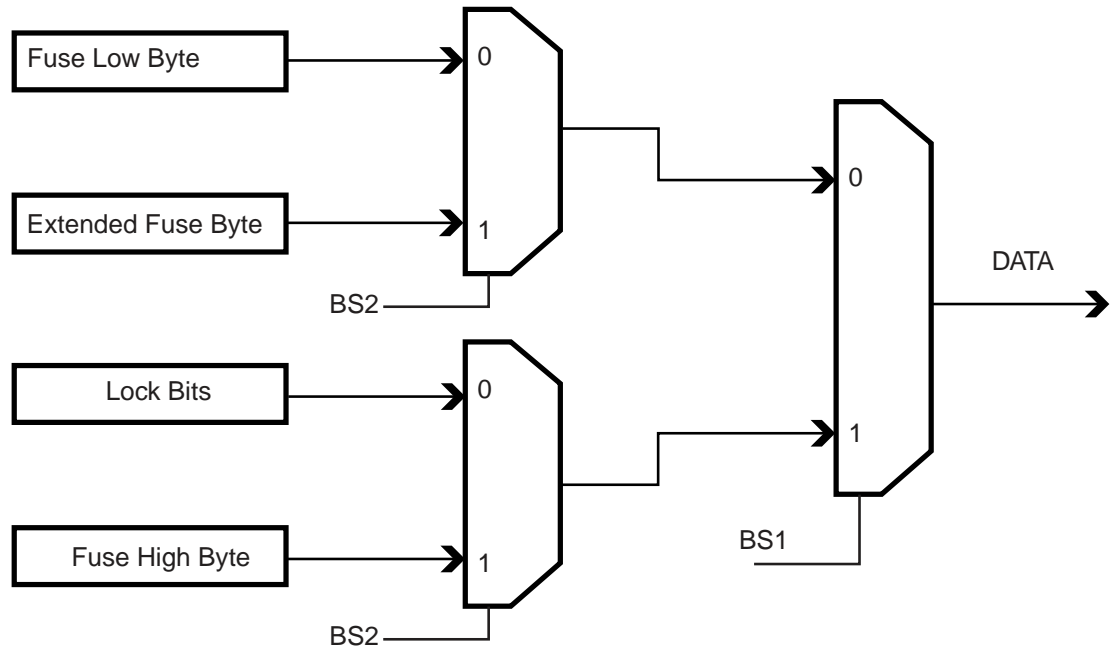 Fuse Low Byte
0
Extended Fuse Byte
1
BS2
Lock Bits
0
Fuse High Byte
1
BS2
0
1
BS1
DATA